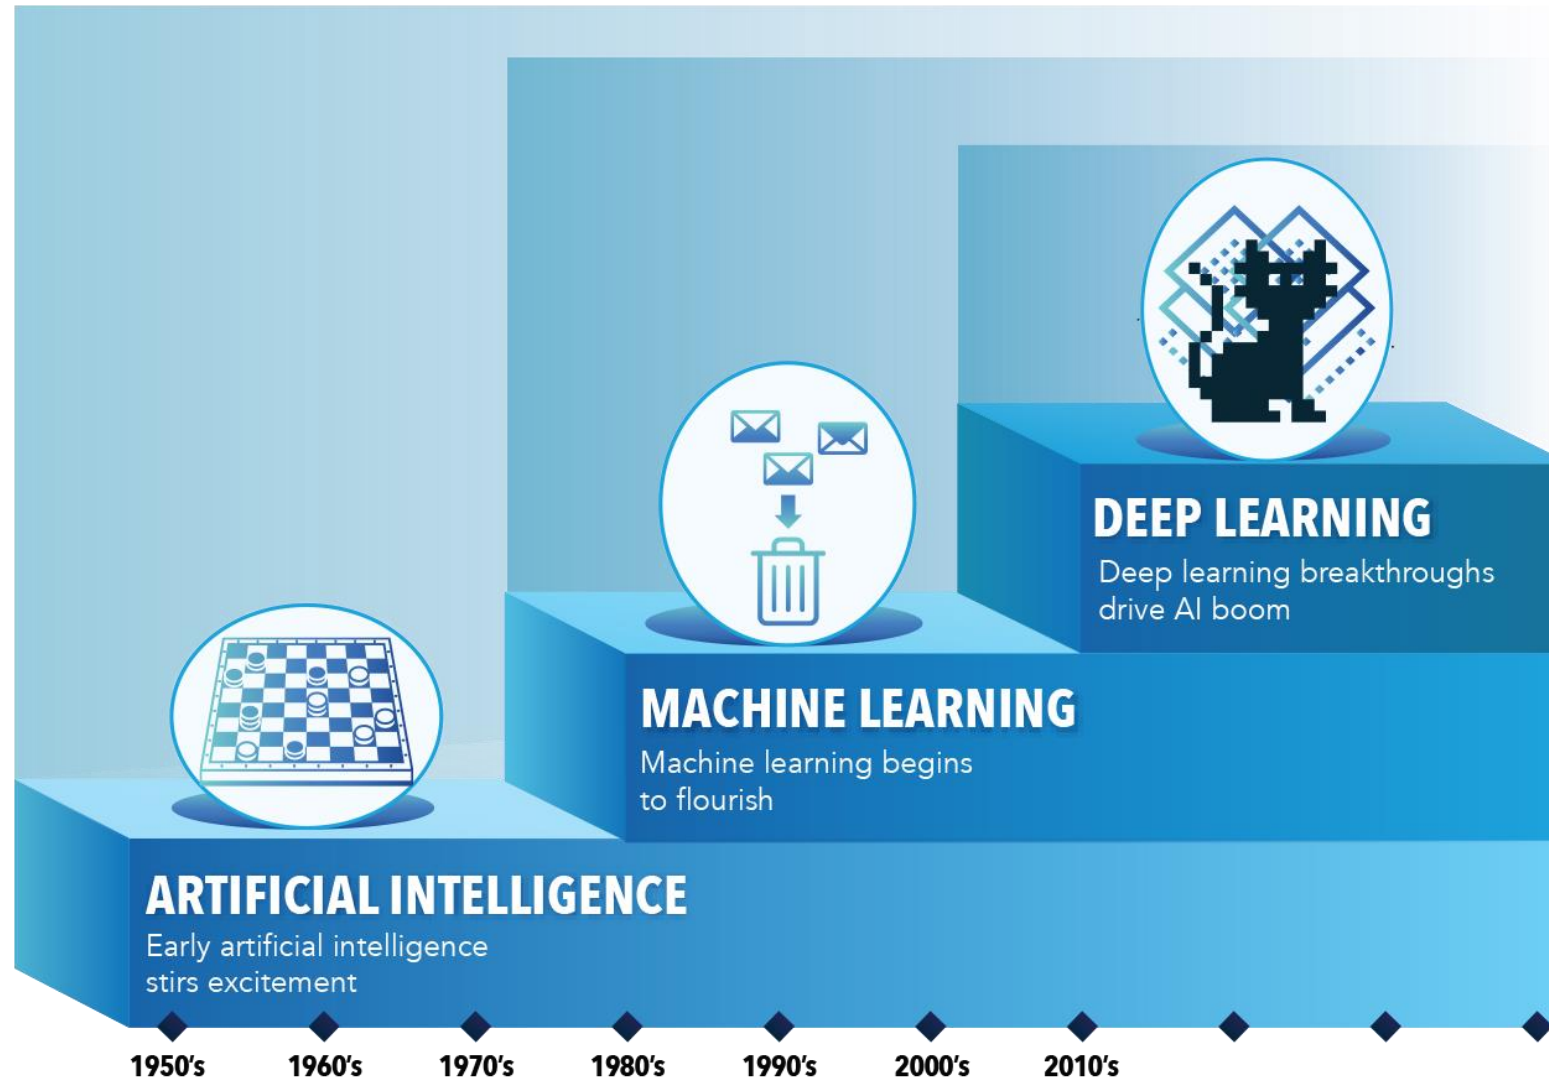 DEEP LEARNING
Deep learning breakthroughs
drive AI boom
MACHINE LEARNING
Machine learning begins
to flourish
ARTIFICIAL INTELLIGENCE
Early artificial intelligence
stirs excitement
1950's 1960's 1970's 1980's 1990's 2000's 2010's